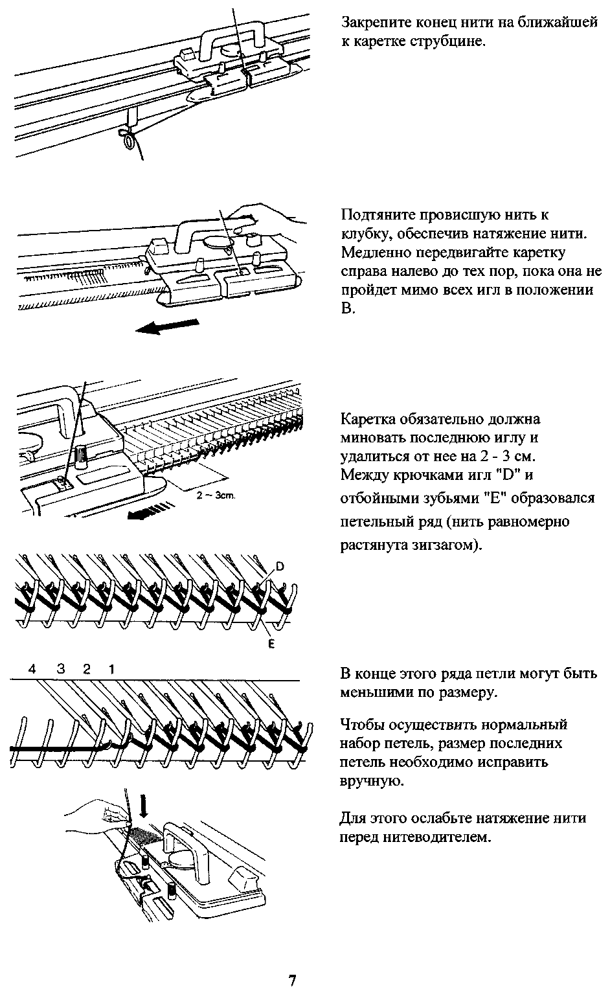 Закрепите конец нити на ближайшей
к каретке струбцине.
Подтяните провисшую нить к
клубку, обеспечив натяжение нити.
Медленно передвигайте каретку
справа налево до тех пор, пока она не
пройдет мимо всех игл в положении
В.
Каретка обязательно должна
миновать последнюю иглу и
удалиться от нее на 2 - 3 см.
Между крючками игл "D" и
отбойными зубьями "Е" образовался
петельный ряд (нить равномерно
растянута зигзагом).
2 ~ 3cm.
D
E
4 3 2 1
В конце этого ряда петли могут быть
меньшими по размеру.
Чтобы осуществить нормальный
набор петель, размер последних
петель необходимо исправить
вручную.
Для этого ослабьте натяжение нити
перед нитеводителем.
7